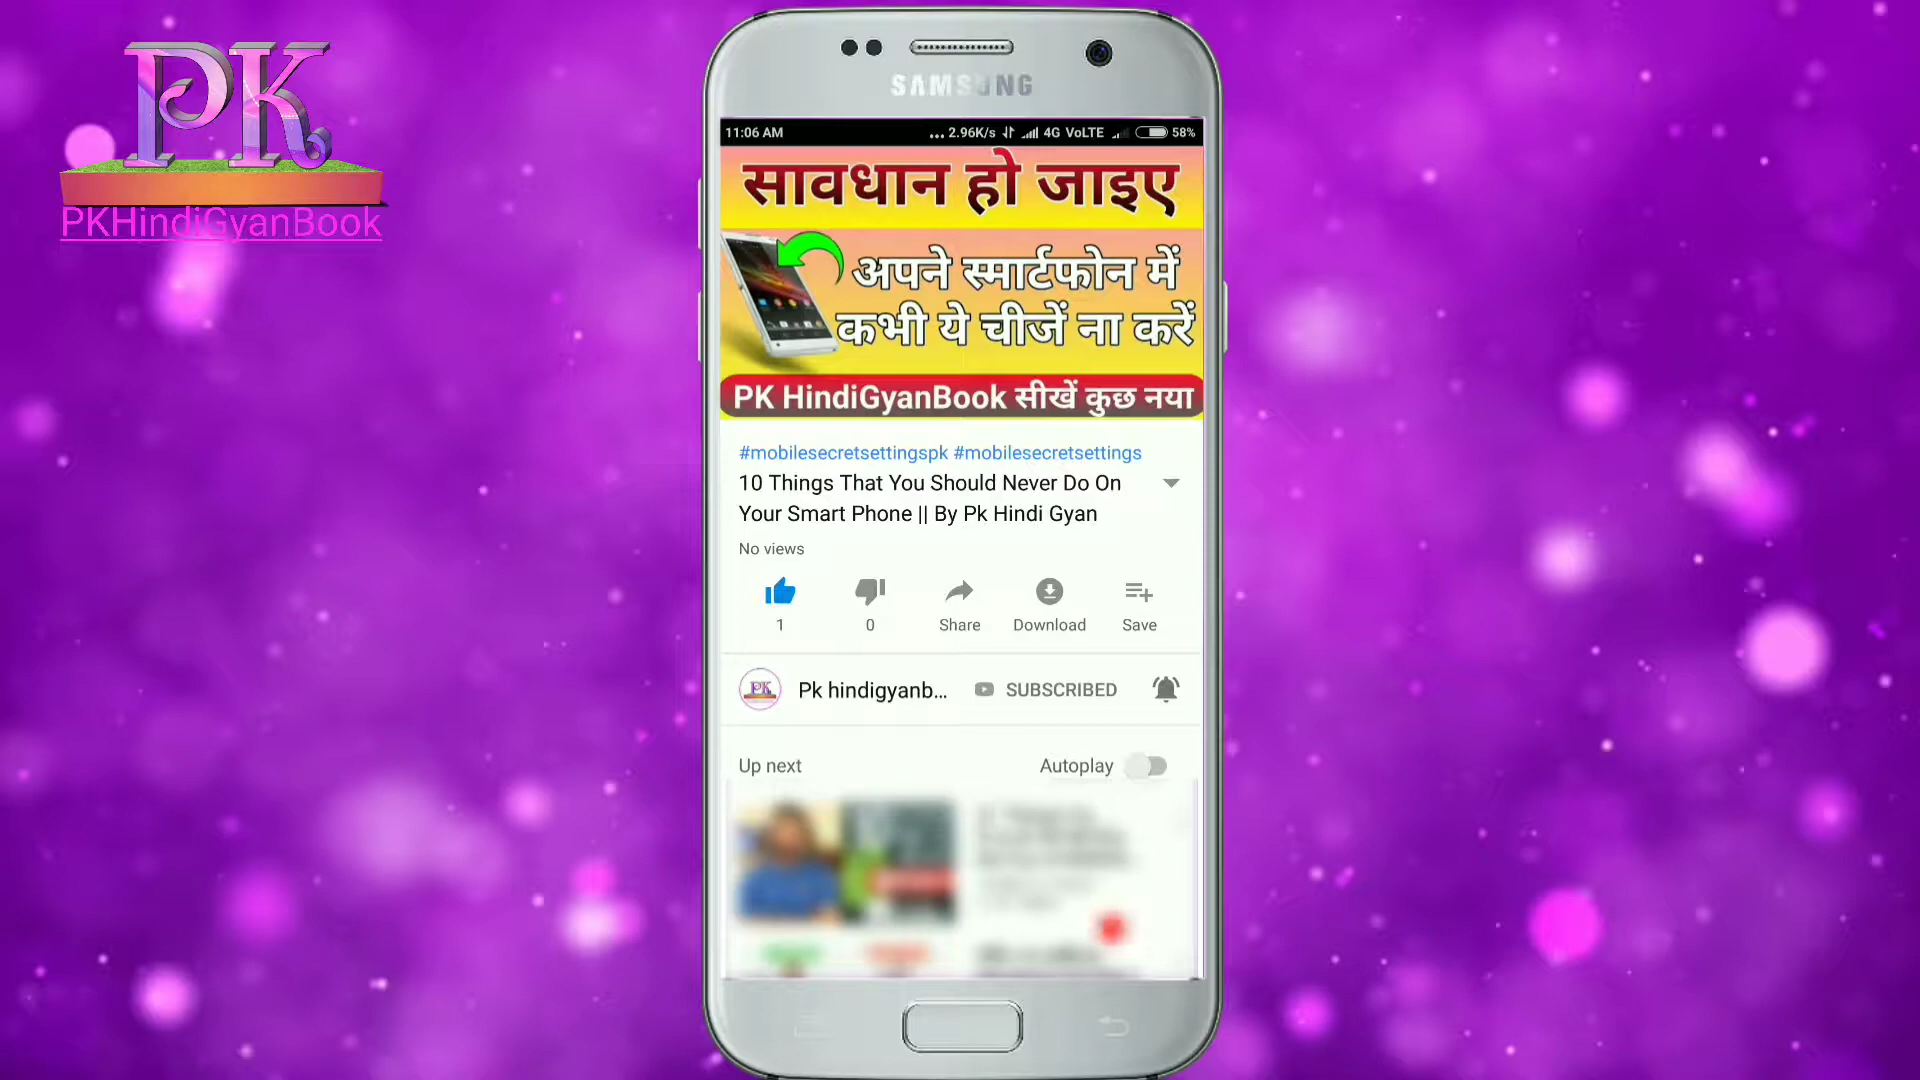 PK
PKHindiGyanBook
SAMSUNG
11:06 AM ... 2.96K/s 4G VoLTE 58%
सावधान हो जाइए
अपने स्मार्टफोन में
कभी ये चीजें ना करें
PK HindiGyanBook सीखें कुछ नया
#mobilesecretsettingspk #mobilesecretsettings
10 Things That You Should Never Do On
Your Smart Phone || By Pk Hindi Gyan
No views
1 0 Share Download Save
PK Pk hindigyanb... SUBSCRIBED
Up next Autoplay